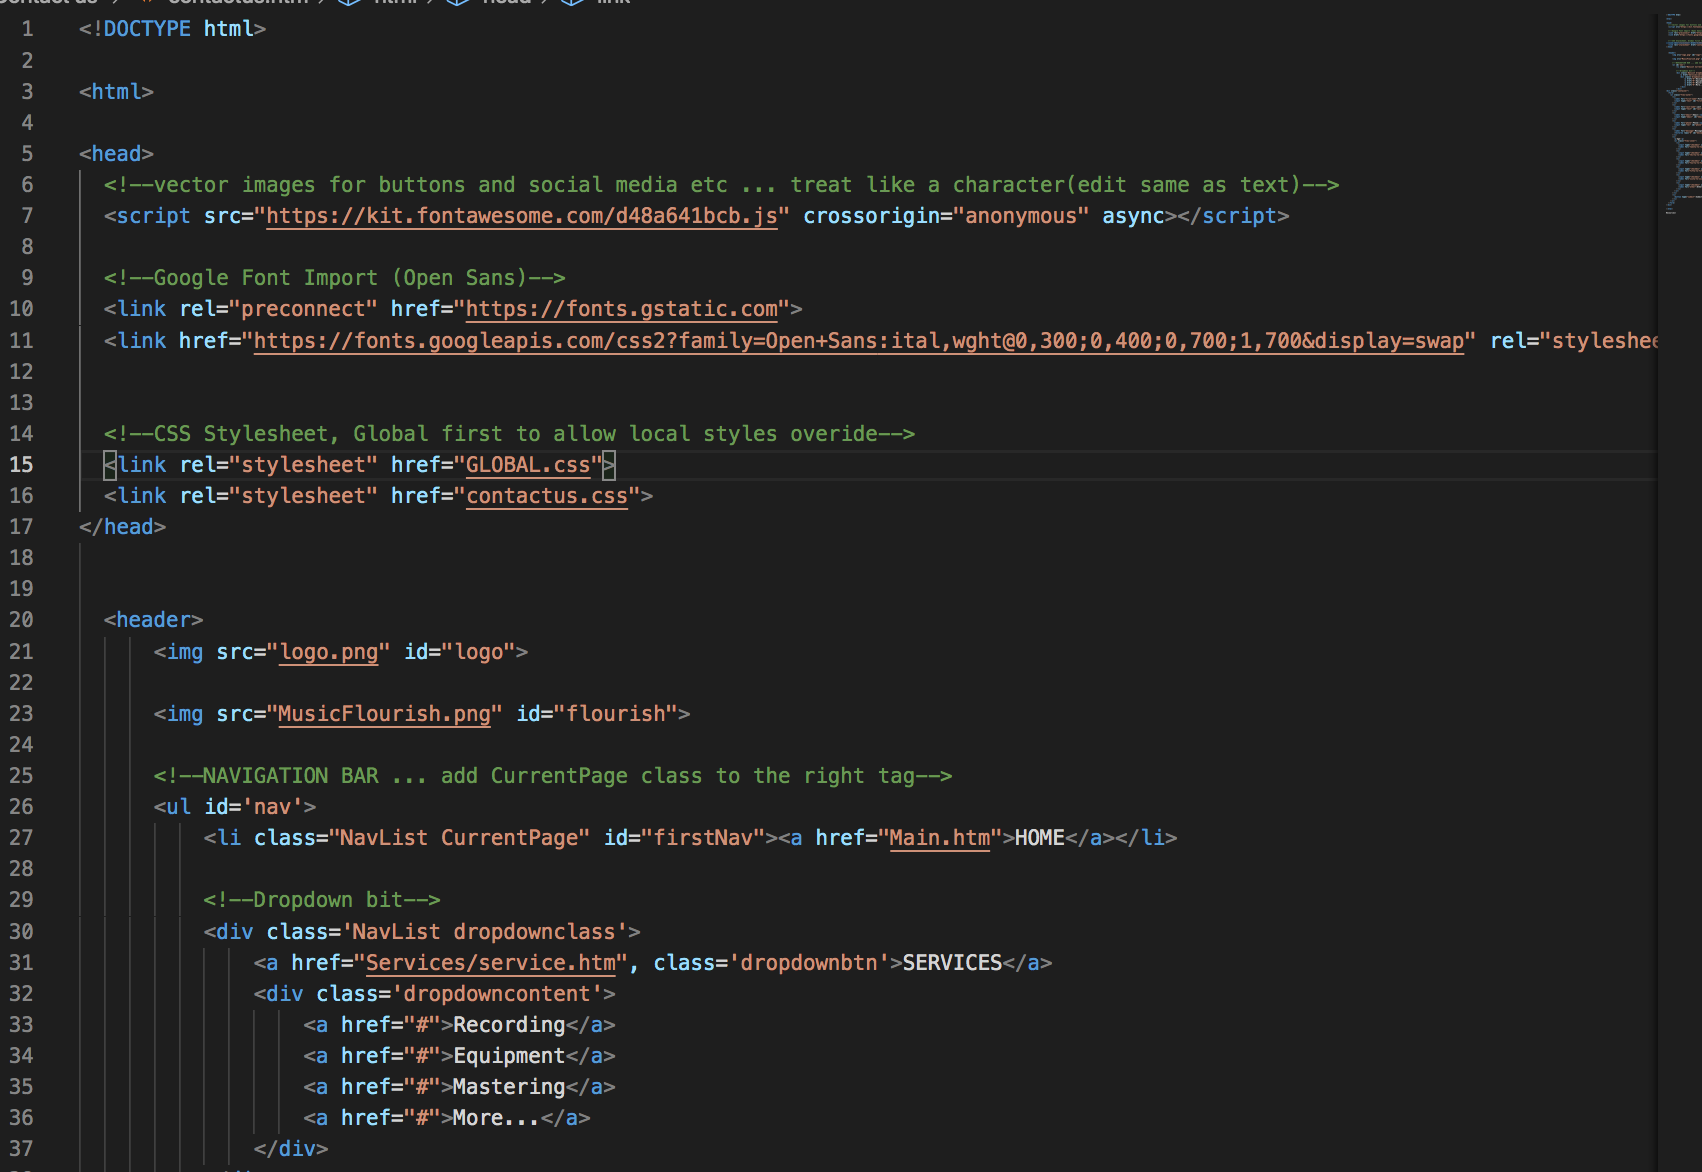 contactus.htm > html > head > link
1 <!DOCTYPE html>
2
3 <html>
4
5 <head>
6 <!--vector images for buttons and social media etc ... treat like a character(edit same as text)-->
7 <script src="https://kit.fontawesome.com/d48a641bcb.js" crossorigin="anonymous" async></script>
8
9 <!--Google Font Import (Open Sans)-->
10 <link rel="preconnect" href="https://fonts.gstatic.com">
11 <link href="https://fonts.googleapis.com/css2?family=Open+Sans:ital,wght@0,300;0,400;0,700;1,700&display=swap" rel="styleshee
12
13
14 <!--CSS Stylesheet, Global first to allow local styles overide-->
15 <link rel="stylesheet" href="GLOBAL.css">
16 <link rel="stylesheet" href="contactus.css">
17 </head>
18
19
20 <header>
21 <img src="logo.png" id="logo">
22
23 <img src="MusicFlourish.png" id="flourish">
24
25 <!--NAVIGATION BAR ... add CurrentPage class to the right tag-->
26 <ul id='nav'>
27 <li class="NavList CurrentPage" id="firstNav"><a href="Main.htm">HOME</a></li>
28
29 <!--Dropdown bit-->
30 <div class='NavList dropdownclass'>
31 <a href="Services/service.htm", class='dropdownbtn'>SERVICES</a>
32 <div class='dropdowncontent'>
33 <a href="#">Recording</a>
34 <a href="#">Equipment</a>
35 <a href="#">Mastering</a>
36 <a href="#">More...</a>
37 </div>